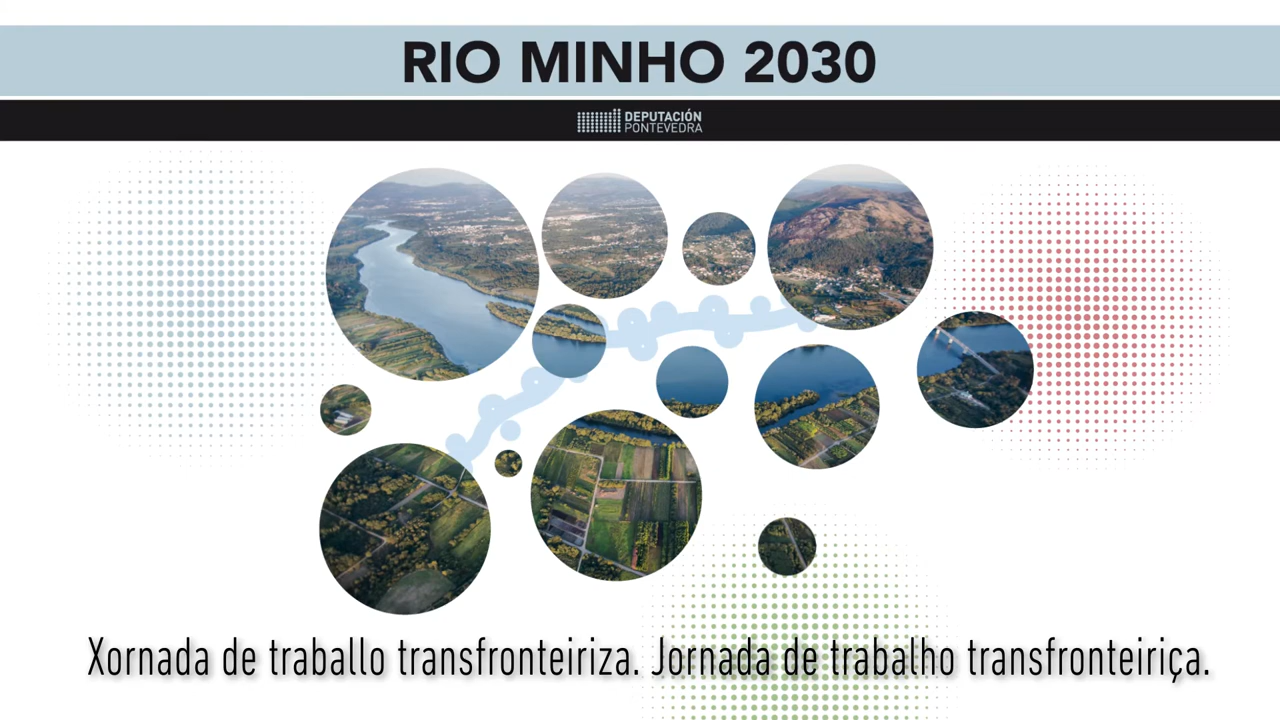 RIO MINHO 2030
DEPUTACIÓN
PONTEVEDRA
Xornada de traballo transfronteiriza. Jornada de trabalho transfronteiriça.